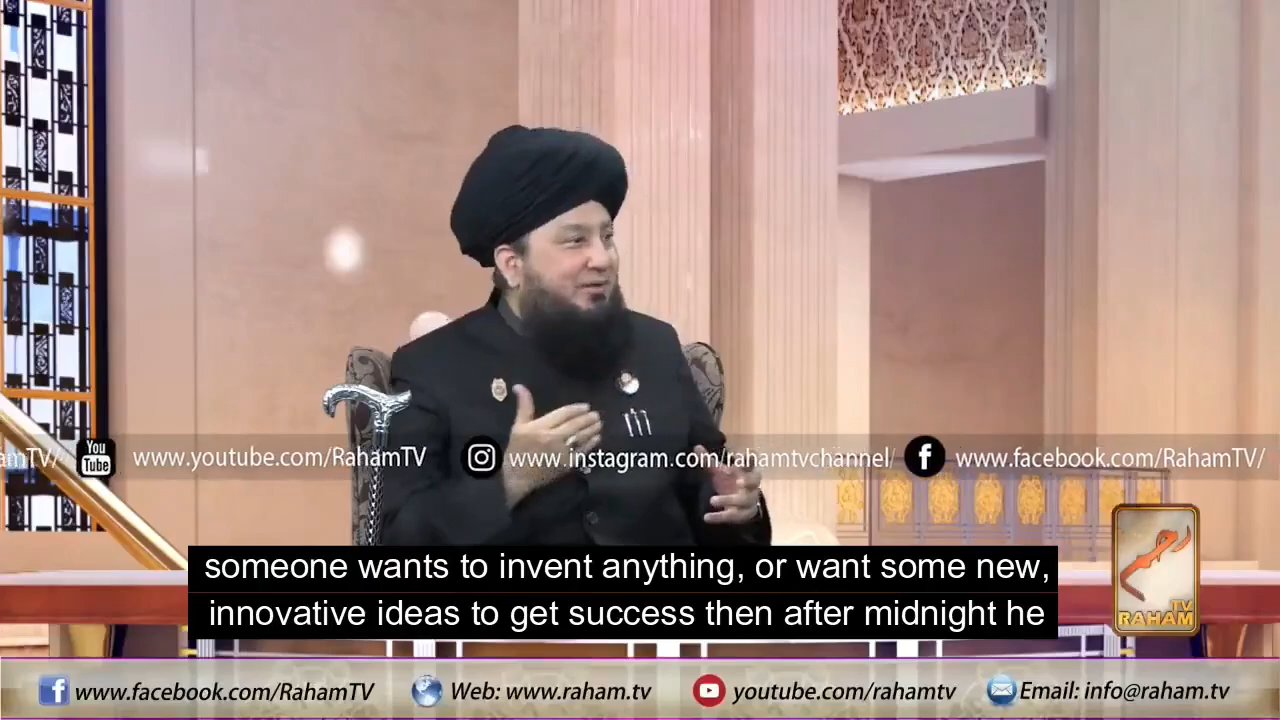 amTV/
You
Tube
www.youtube.com/RahamTV
www.instagram.com/rahamtvchannel/
f
www.facebook.com/RahamTV/
someone wants to invent anything, or want some new,
innovative ideas to get success then after midnight he
رحم
TV
RAHAM
f
www.facebook.com/RahamTV
Web: www.raham.tv
youtube.com/rahamtv
Email: info@raham.tv